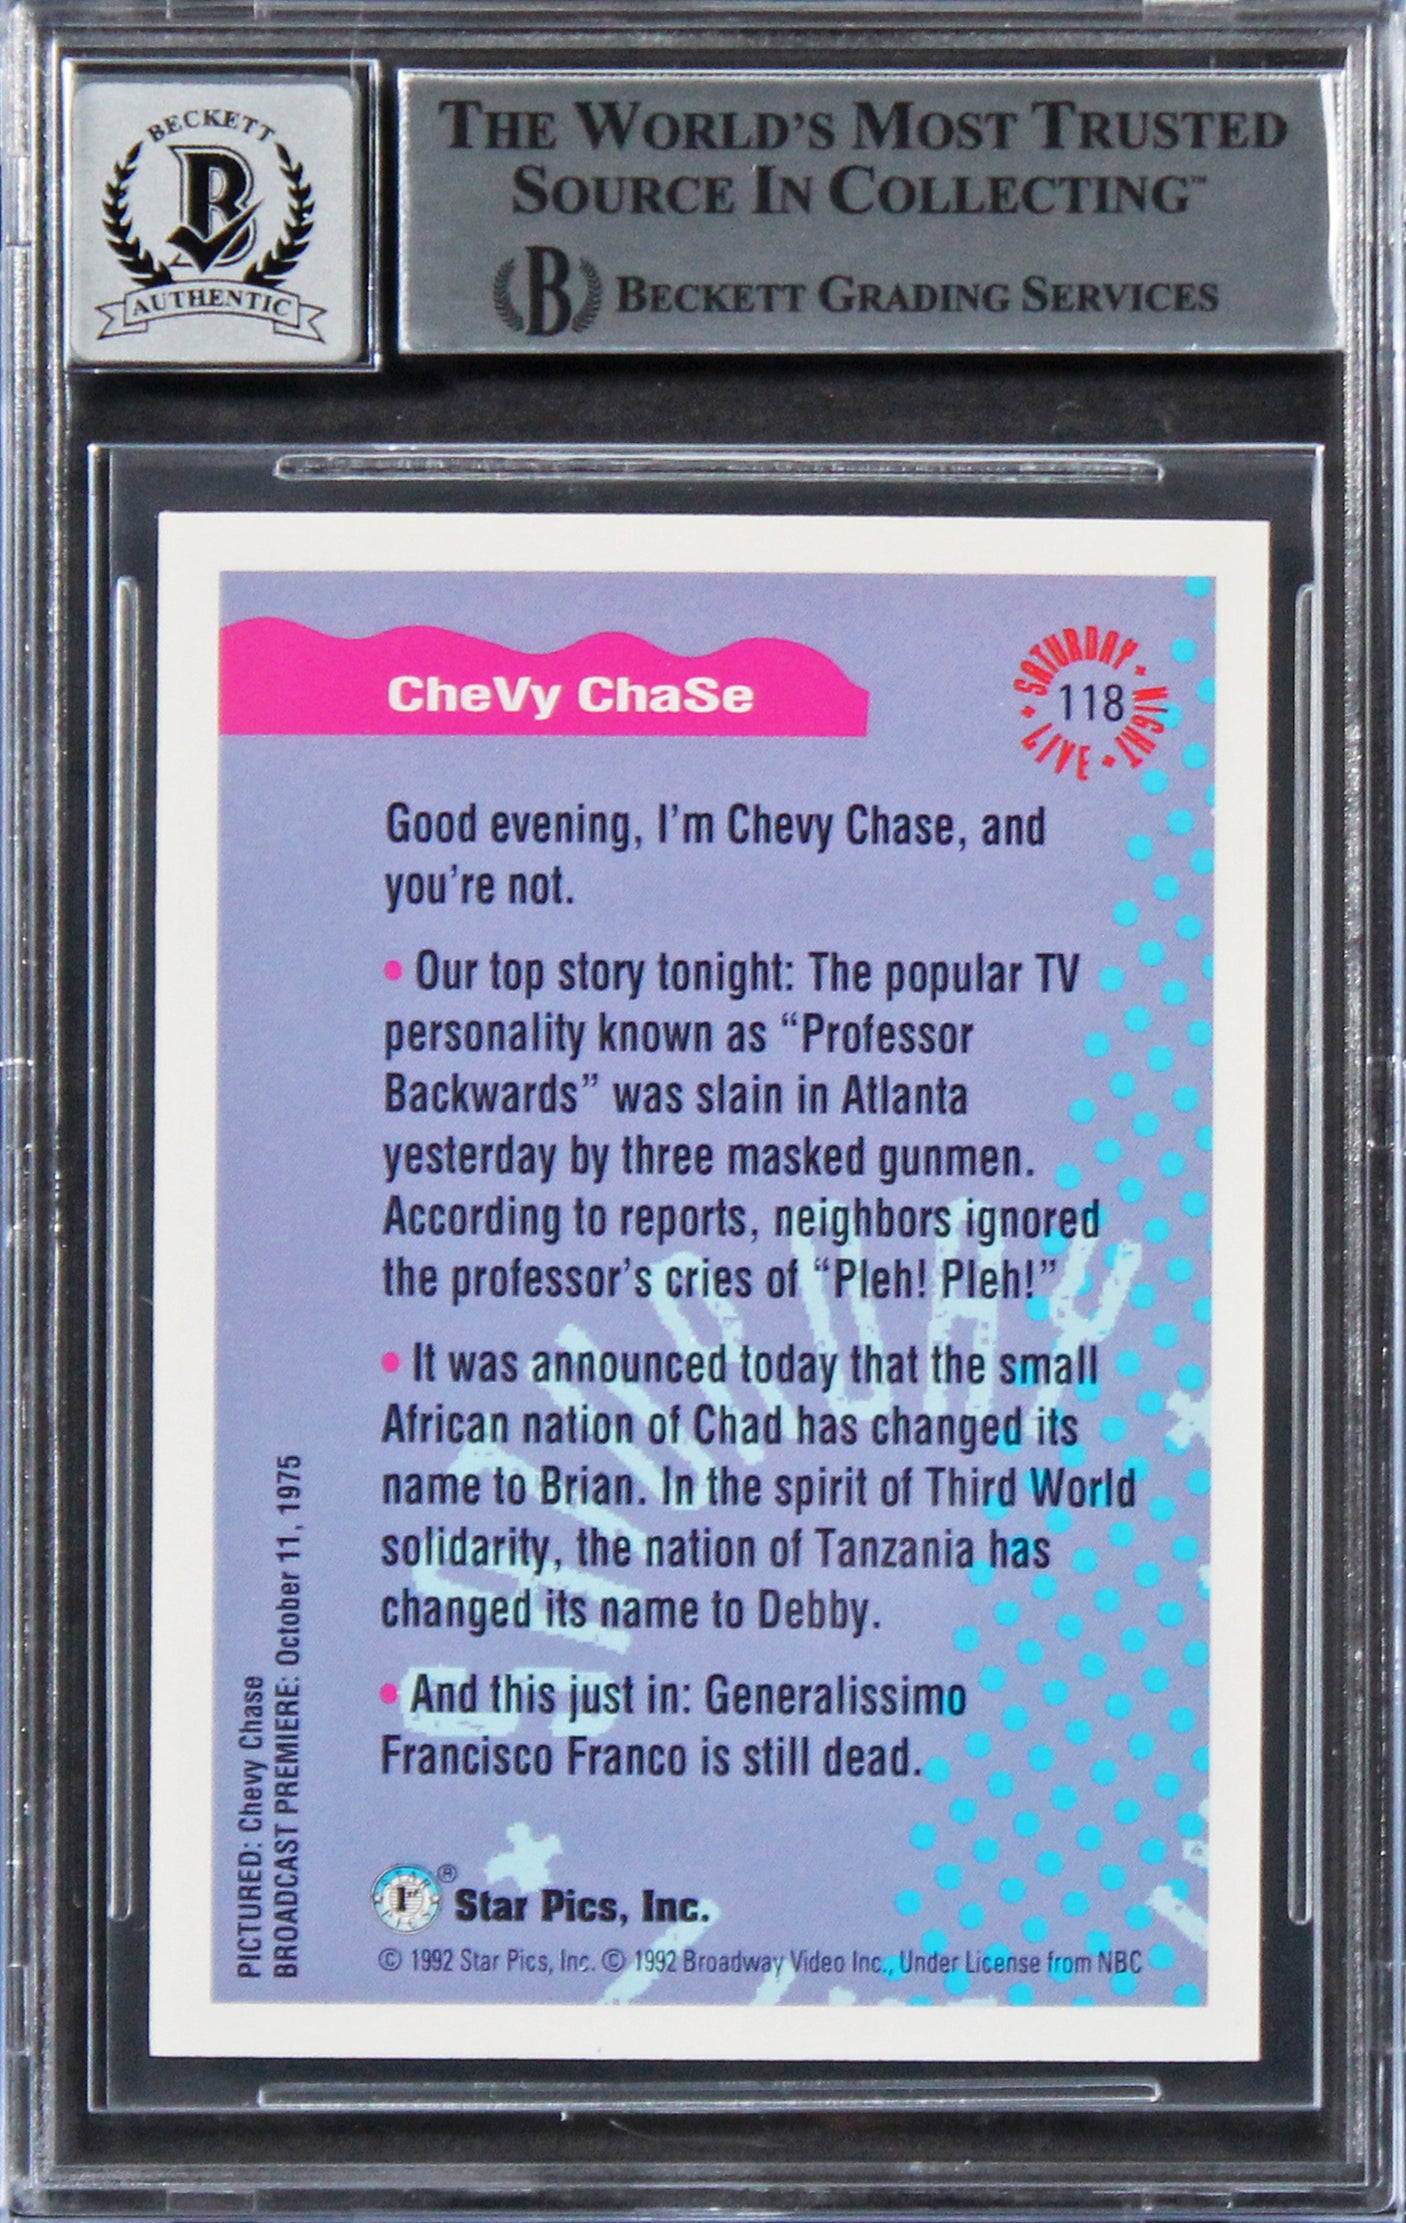 BECKETT
B
AUTHENTIC
THE WORLD'S MOST TRUSTED
SOURCE IN COLLECTING™
B BECKETT GRADING SERVICES
CheVy ChaSe
SATURDAY • NIGHT • LIVE •
118
Good evening, I'm Chevy Chase, and
you're not.
• Our top story tonight: The popular TV
personality known as “Professor
Backwards” was slain in Atlanta
yesterday by three masked gunmen.
According to reports, neighbors ignored
the professor's cries of “Pleh! Pleh!”
• It was announced today that the small
African nation of Chad has changed its
name to Brian. In the spirit of Third World
solidarity, the nation of Tanzania has
changed its name to Debby.
• And this just in: Generalissimo
Francisco Franco is still dead.
SATURDAY
PICTURED: Chevy Chase
BROADCAST PREMIERE: October 11, 1975
STAR 1st PICS ® Star Pics, Inc.
© 1992 Star Pics, Inc. © 1992 Broadway Video Inc., Under License from NBC